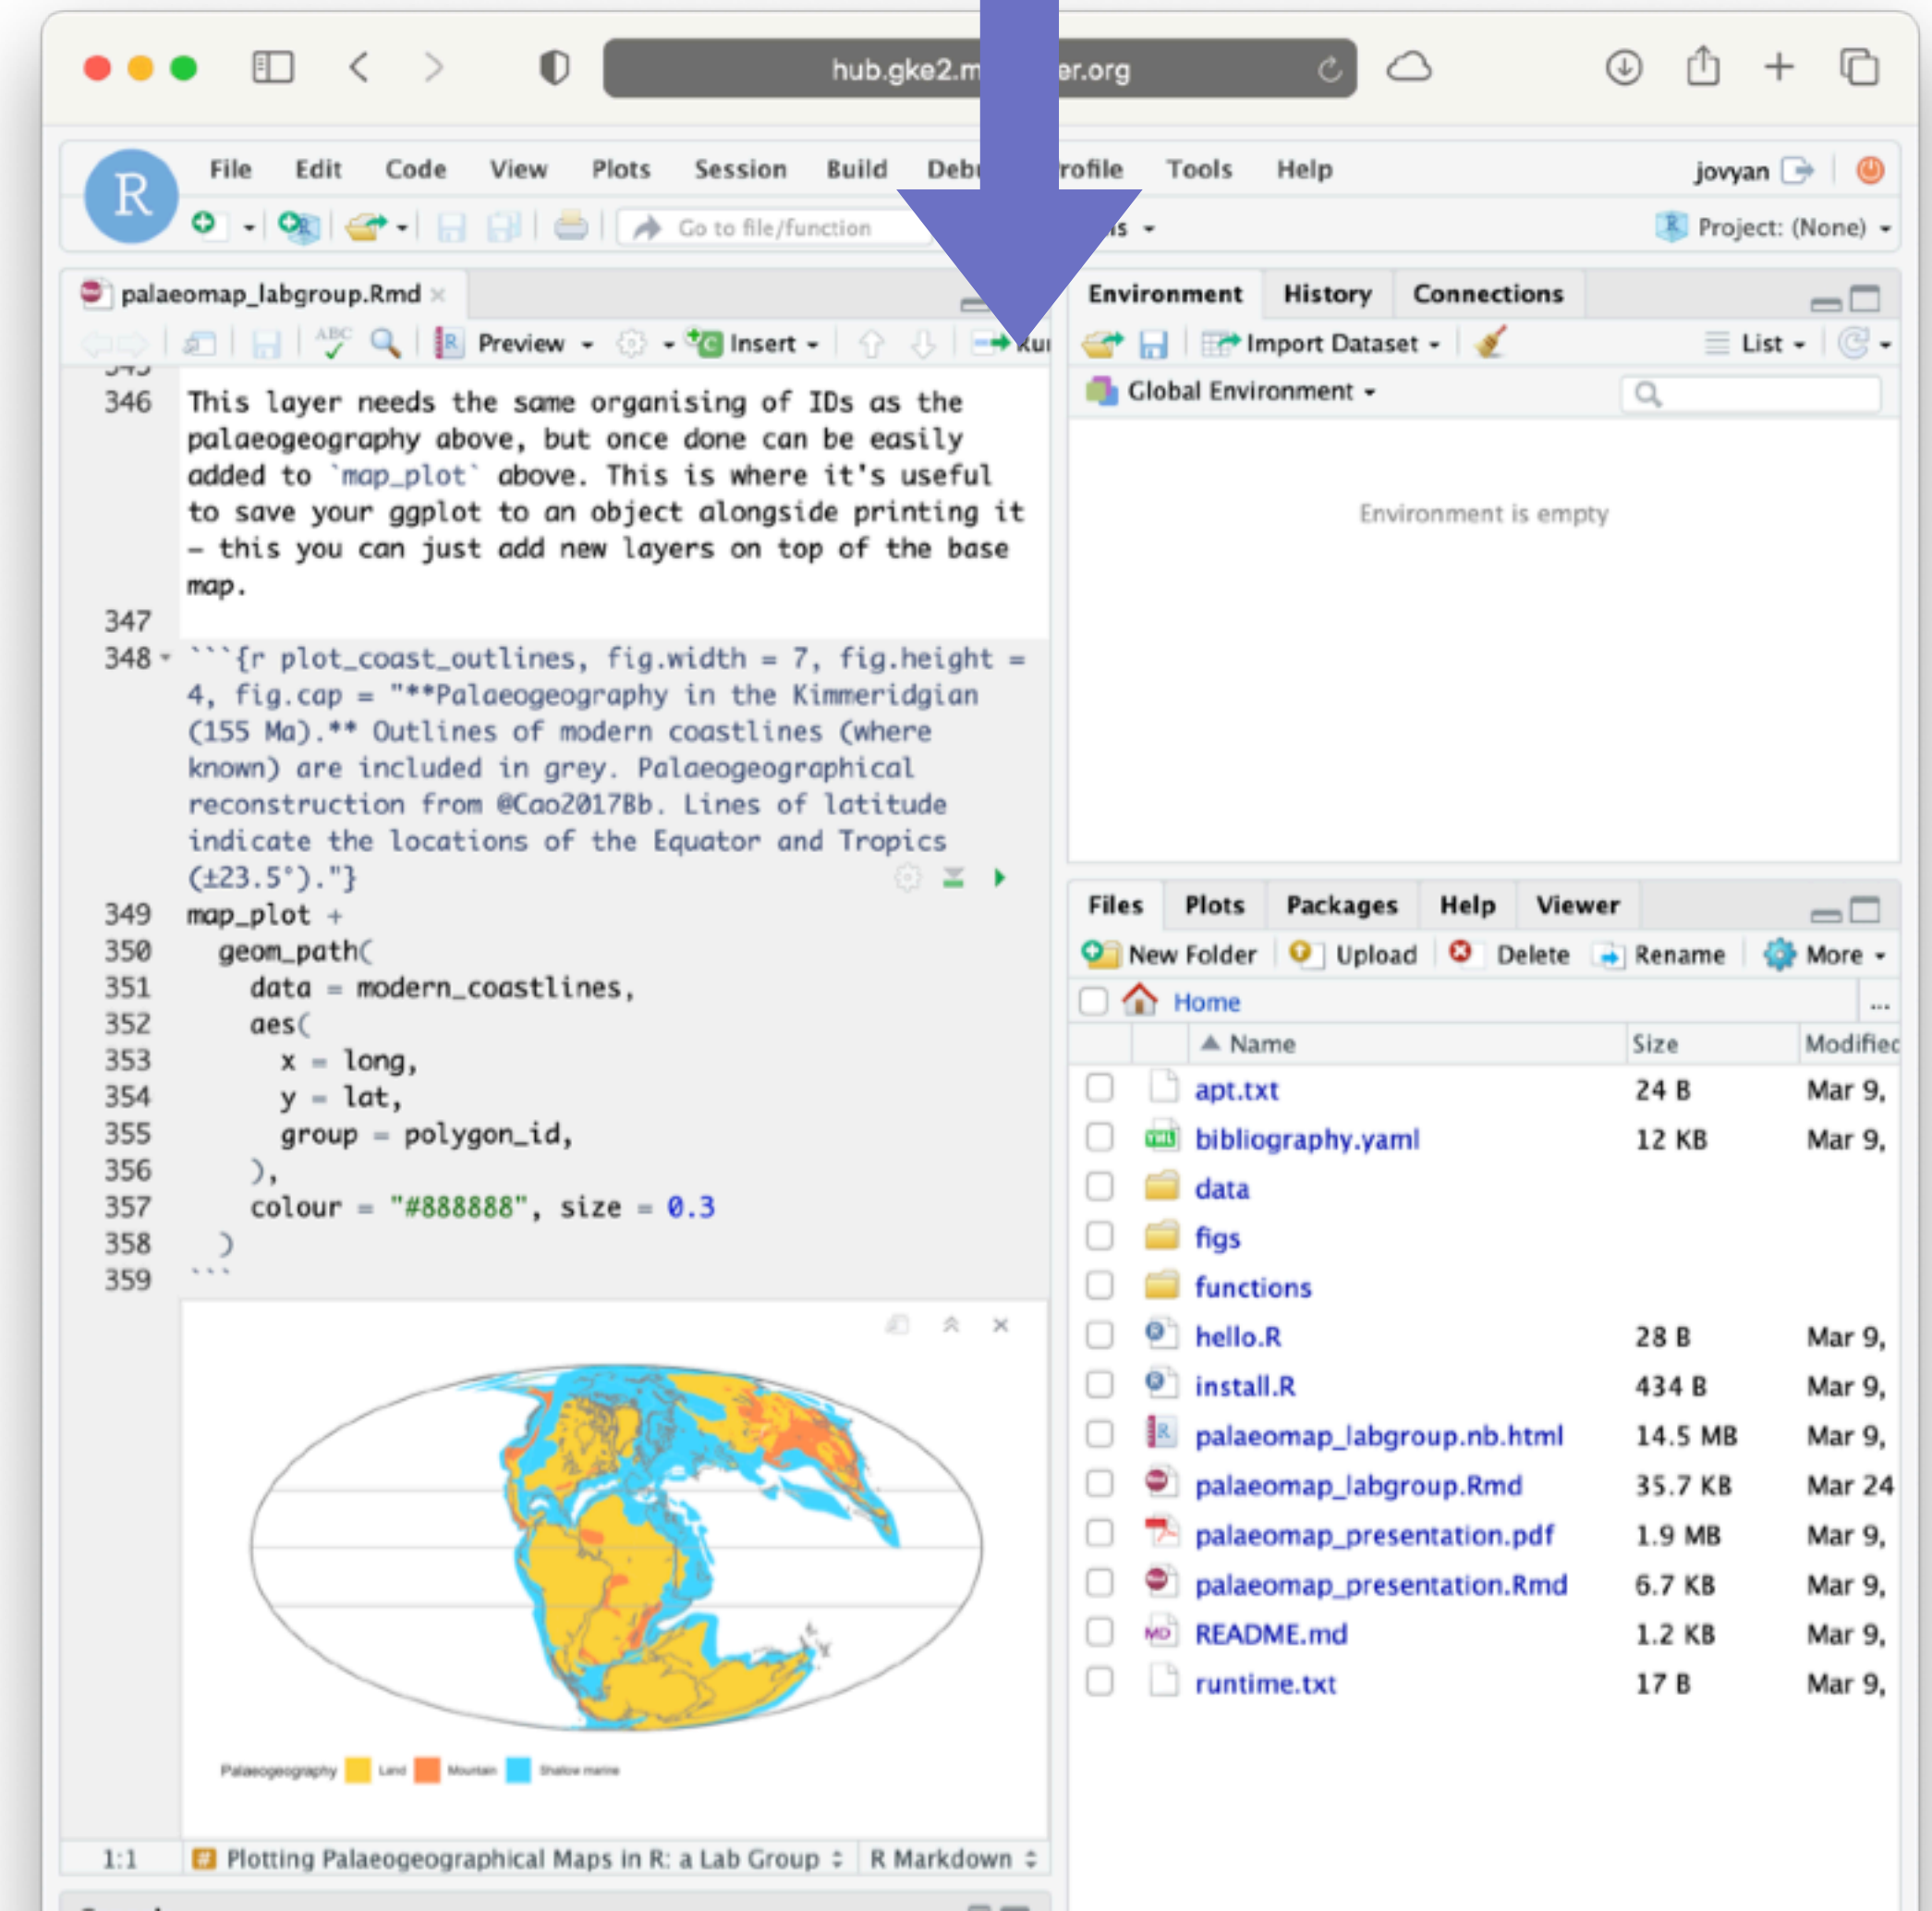 hub.gke2.m er.org
R File Edit Code View Plots Session Build Deb rofile Tools Help jovyan
Go to file/function ns Project: (None)
palaeomap_labgroup.Rmd
ABC Preview Insert Ru
346 This layer needs the same organising of IDs as the
palaeogeography above, but once done can be easily
added to `map_plot` above. This is where it's useful
to save your ggplot to an object alongside printing it
– this you can just add new layers on top of the base
map.
347
348 ```{r plot_coast_outlines, fig.width = 7, fig.height =
4, fig.cap = "**Palaeogeography in the Kimmeridgian
(155 Ma).** Outlines of modern coastlines (where
known) are included in grey. Palaeogeographical
reconstruction from @Cao2017Bb. Lines of latitude
indicate the locations of the Equator and Tropics
(±23.5°)."}
349 map_plot +
350 geom_path(
351 data = modern_coastlines,
352 aes(
353 x = long,
354 y = lat,
355 group = polygon_id,
356 ),
357 colour = "#888888", size = 0.3
358 )
359 ```
Palaeogeography Land Mountain Shallow marine
1:1 # Plotting Palaeogeographical Maps in R: a Lab Group R Markdown
Environment History Connections
Import Dataset List
Global Environment
Environment is empty
Files Plots Packages Help Viewer
New Folder Upload Delete Rename More
Home ...
Name Size Modified
apt.txt 24 B Mar 9,
YML bibliography.yaml 12 KB Mar 9,
data
figs
functions
hello.R 28 B Mar 9,
install.R 434 B Mar 9,
palaeomap_labgroup.nb.html 14.5 MB Mar 9,
palaeomap_labgroup.Rmd 35.7 KB Mar 24
palaeomap_presentation.pdf 1.9 MB Mar 9,
palaeomap_presentation.Rmd 6.7 KB Mar 9,
MD README.md 1.2 KB Mar 9,
runtime.txt 17 B Mar 9,